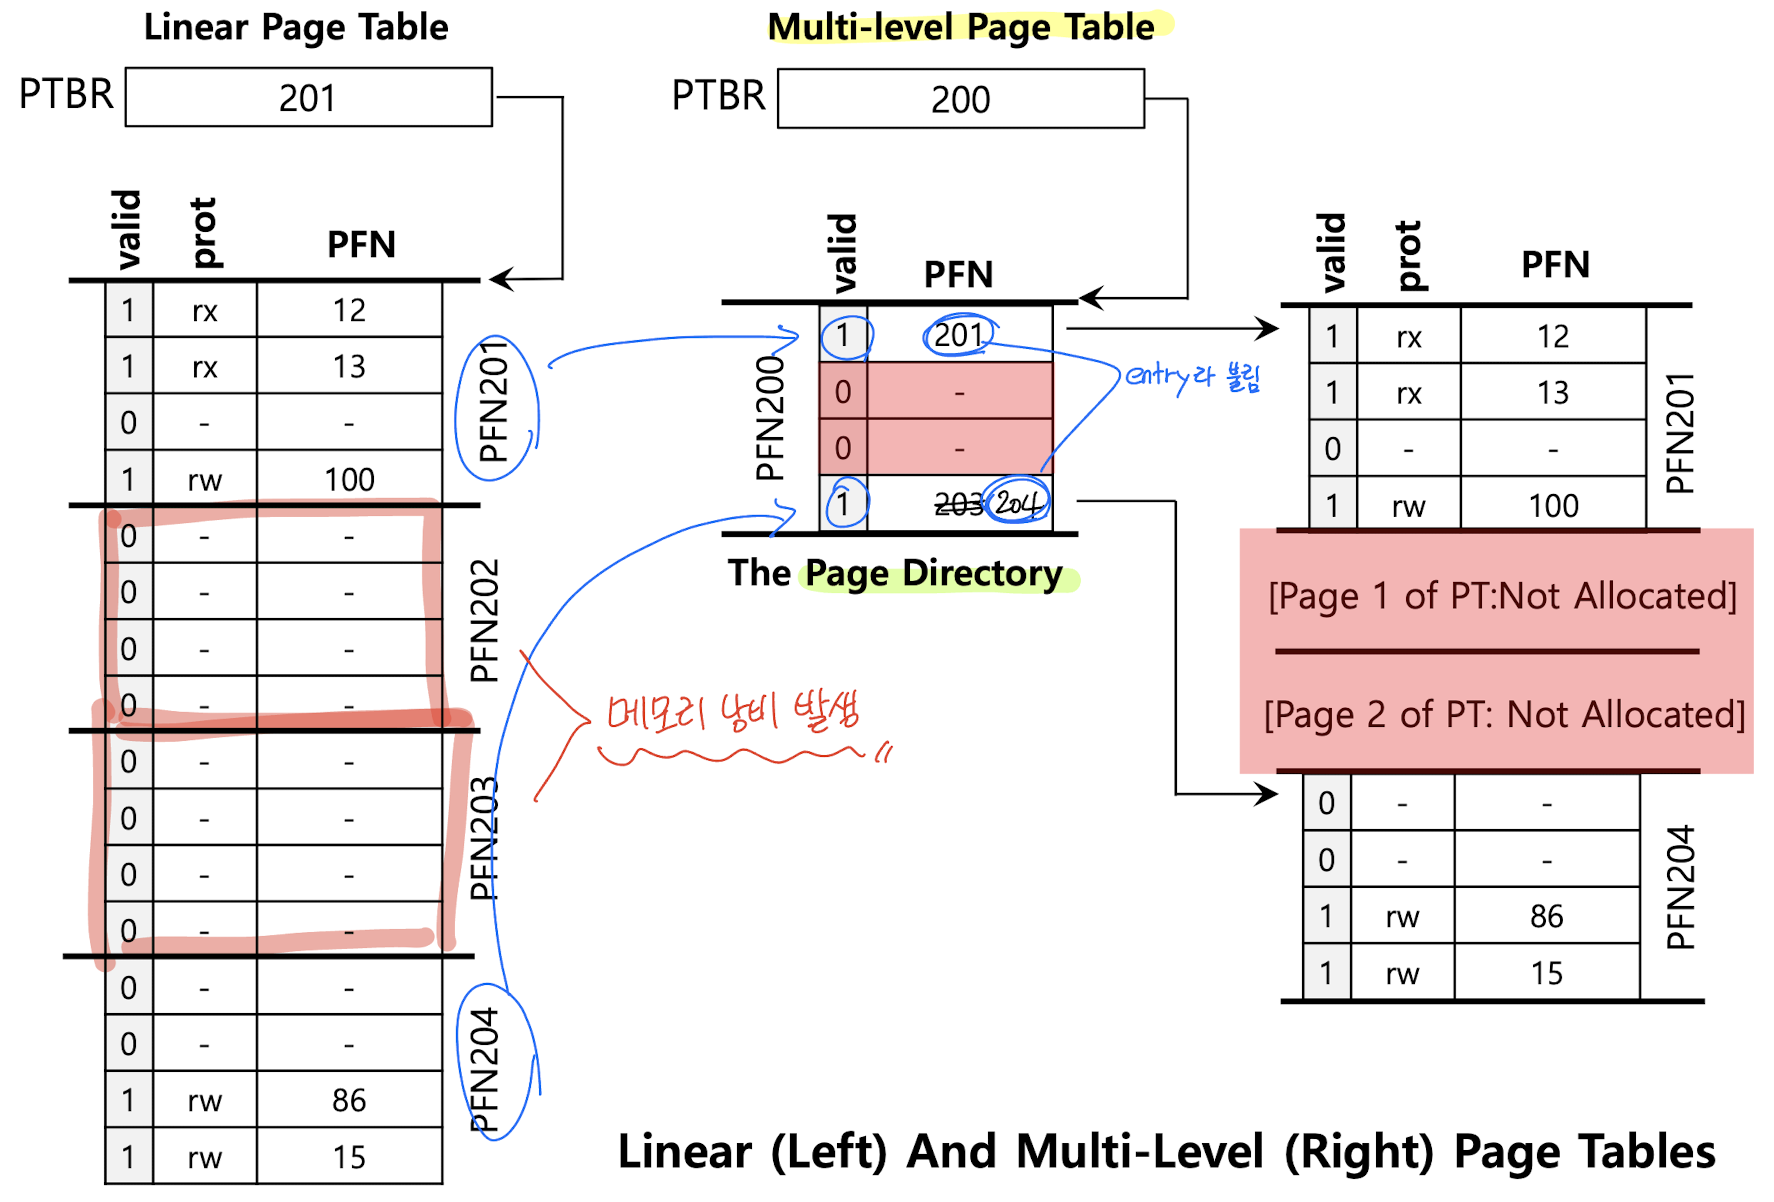 Linear Page Table
PTBR
201
valid prot PFN
1 rx 12
1 rx 13
0 - -
1 rw 100
PFN201
0 - -
0 - -
0 - -
0 - -
PFN202
0 - -
0 - -
0 - -
0 - -
PFN203
0 - -
0 - -
1 rw 86
1 rw 15
PFN204
메모리 낭비 발생
Multi-level Page Table
PTBR
200
valid PFN
1 201
0 -
0 -
1 203 204
PFN200
The Page Directory
entry라 불림
valid prot PFN
1 rx 12
1 rx 13
0 - -
1 rw 100
PFN201
[Page 1 of PT:Not Allocated]
[Page 2 of PT: Not Allocated]
0 - -
0 - -
1 rw 86
1 rw 15
PFN204
Linear (Left) And Multi-Level (Right) Page Tables